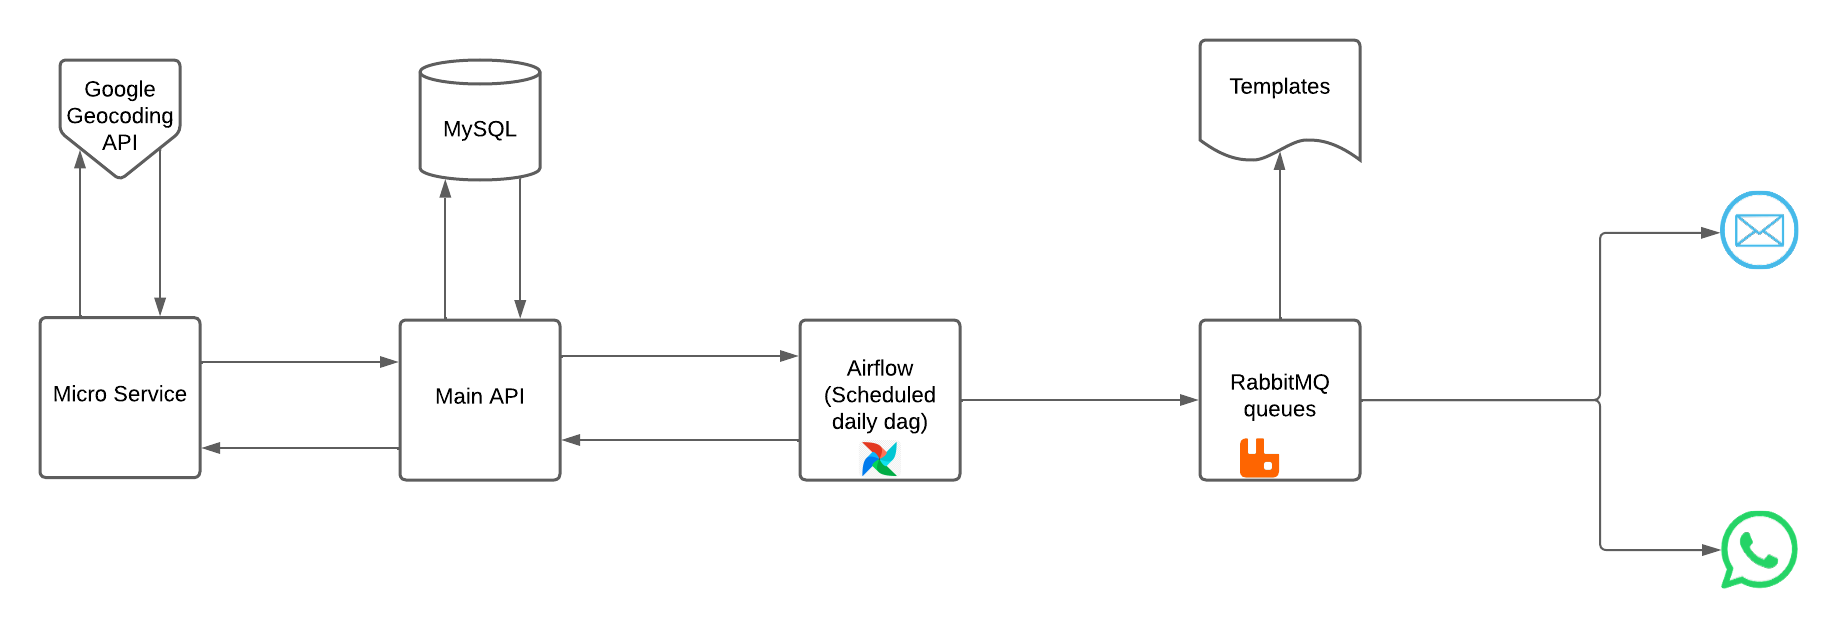 Google
Geocoding
API
MySQL
Templates
Micro Service
Main API
Airflow
(Scheduled
daily dag)
RabbitMQ
queues